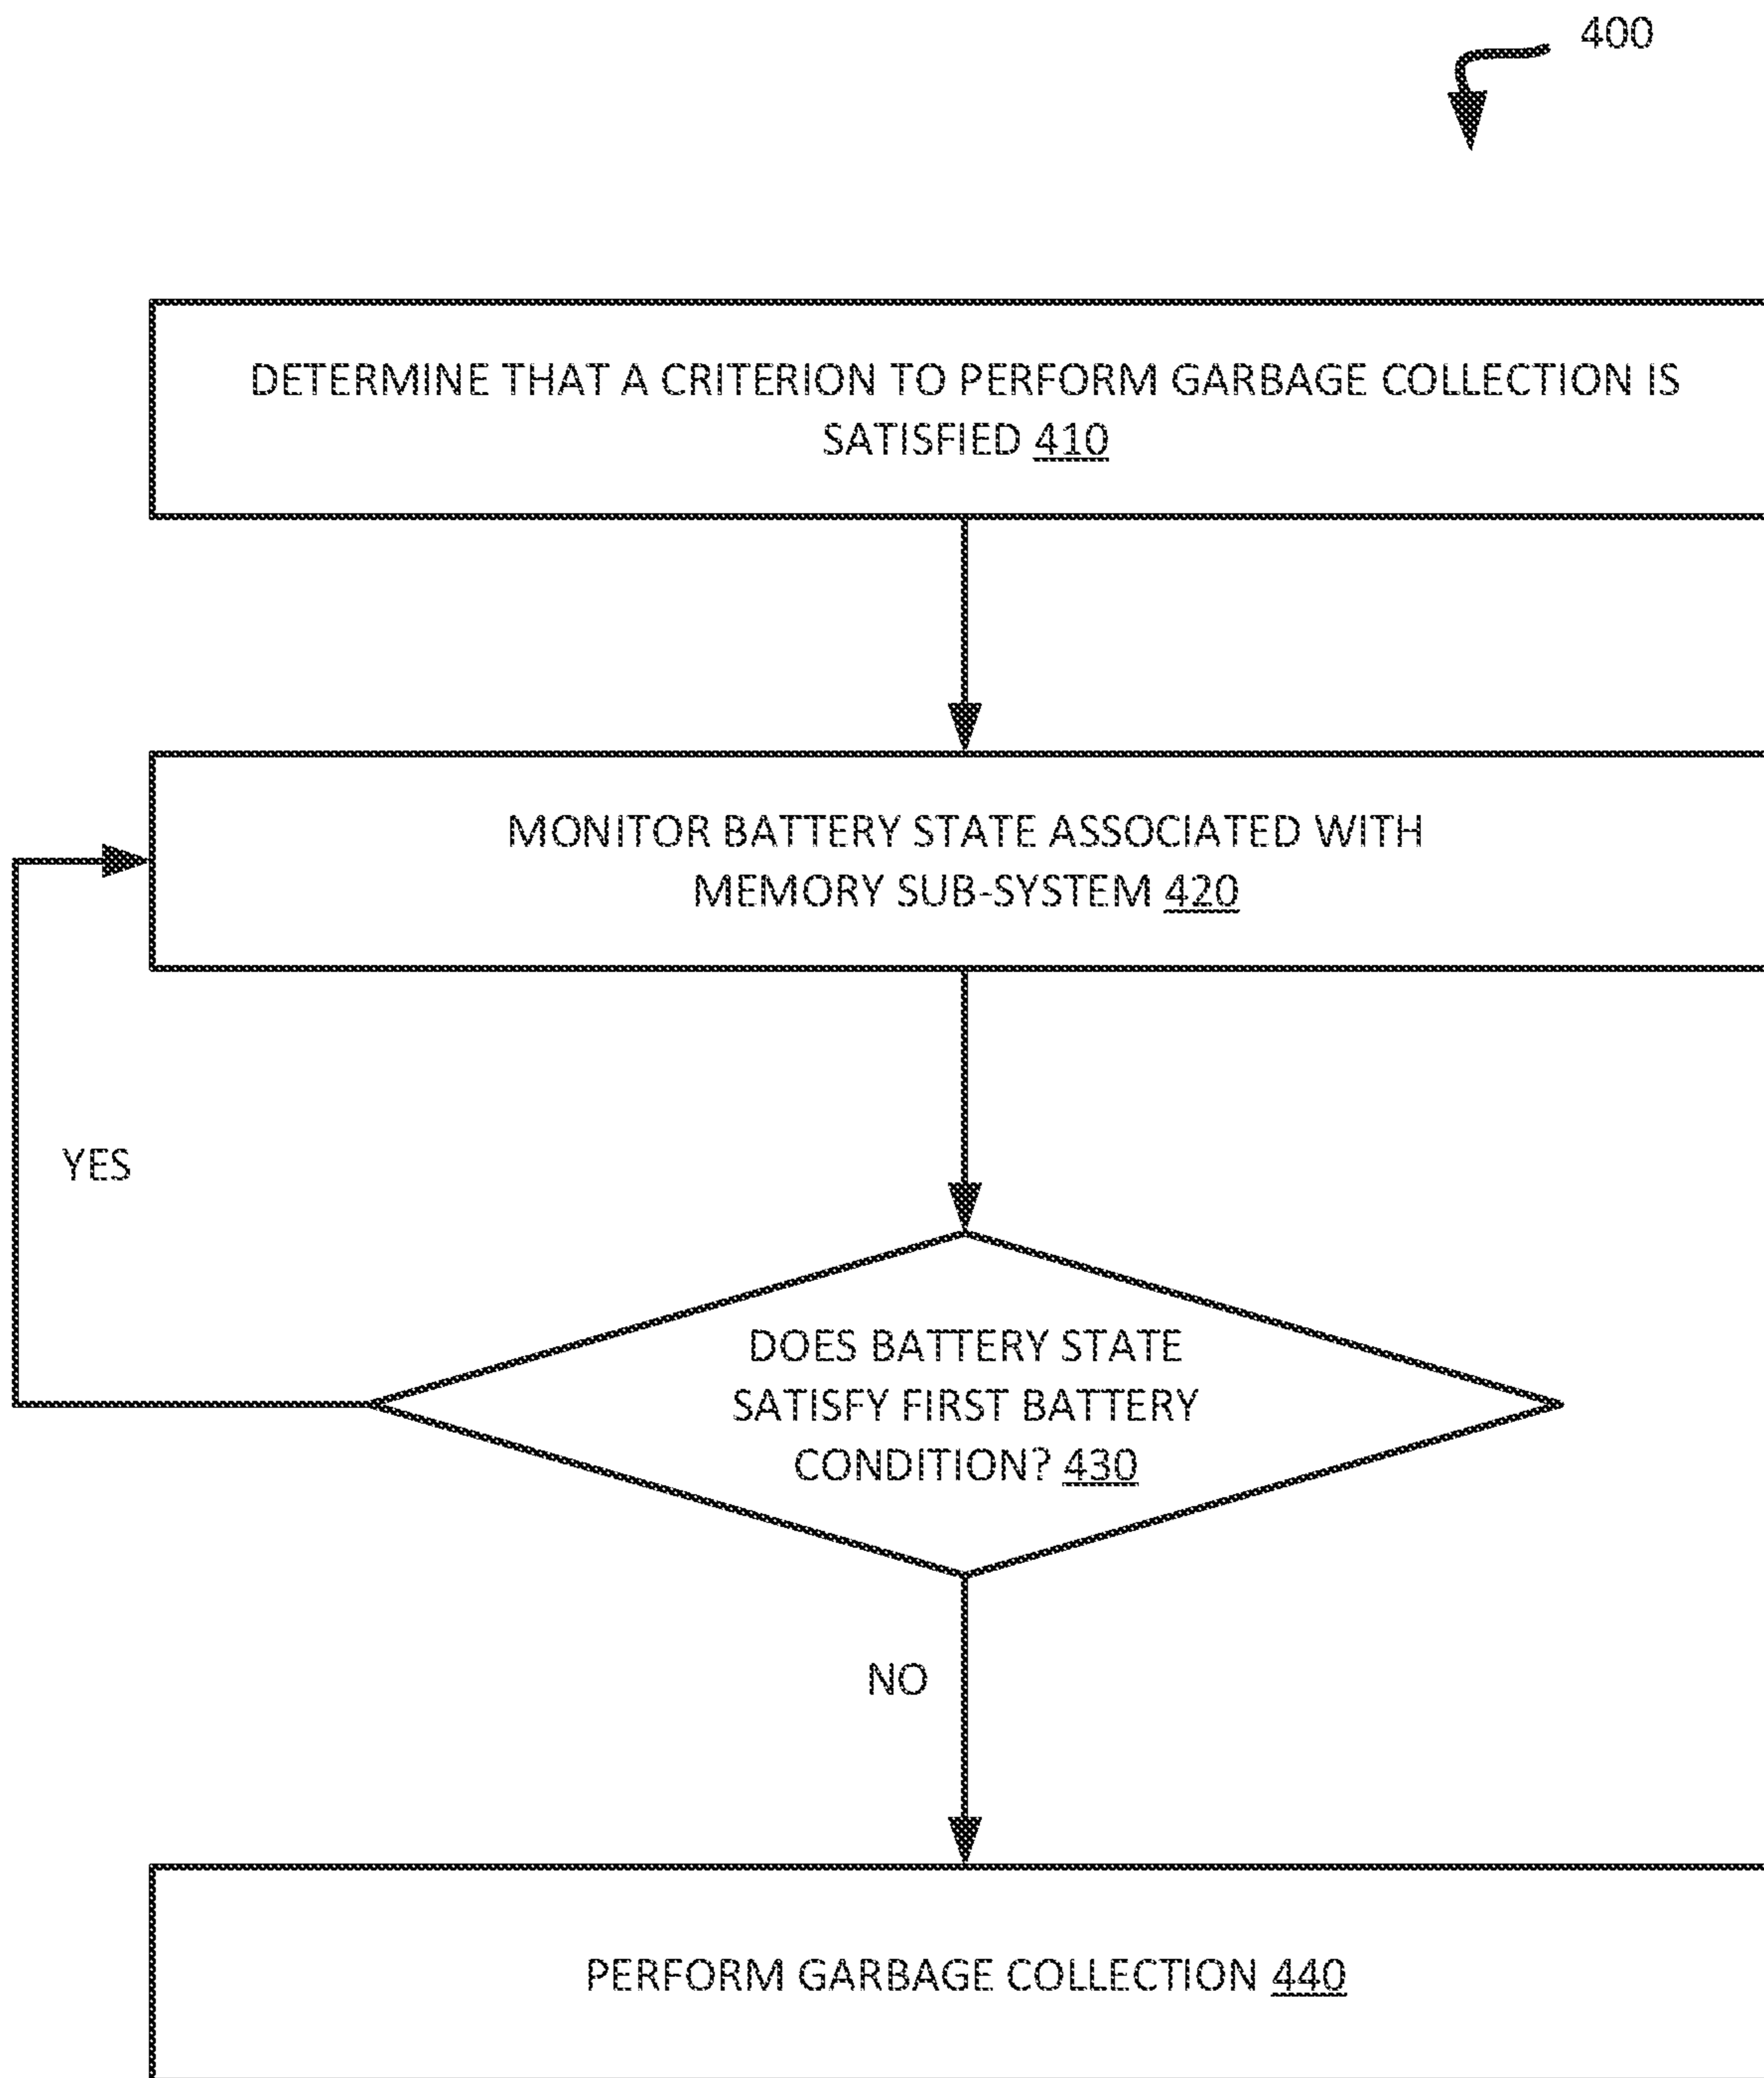 400
DETERMINE THAT A CRITERION TO PERFORM GARBAGE COLLECTION IS
SATISFIED 410
MONITOR BATTERY STATE ASSOCIATED WITH
MEMORY SUB-SYSTEM 420
YES
DOES BATTERY STATE
SATISFY FIRST BATTERY
CONDITION? 430
NO
PERFORM GARBAGE COLLECTION 440